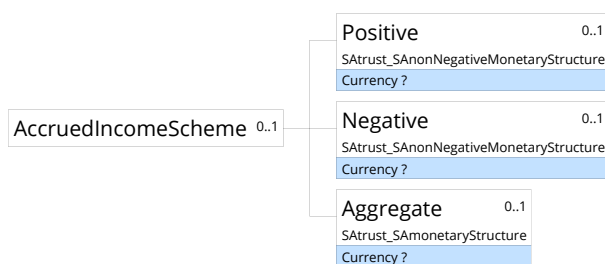 Positive 0..1
SAtrust_SAnonNegativeMonetaryStructure
Currency ?
AccruedIncomeScheme 0..1
Negative 0..1
SAtrust_SAnonNegativeMonetaryStructure
Currency ?
Aggregate 0..1
SAtrust_SAmonetaryStructure
Currency ?